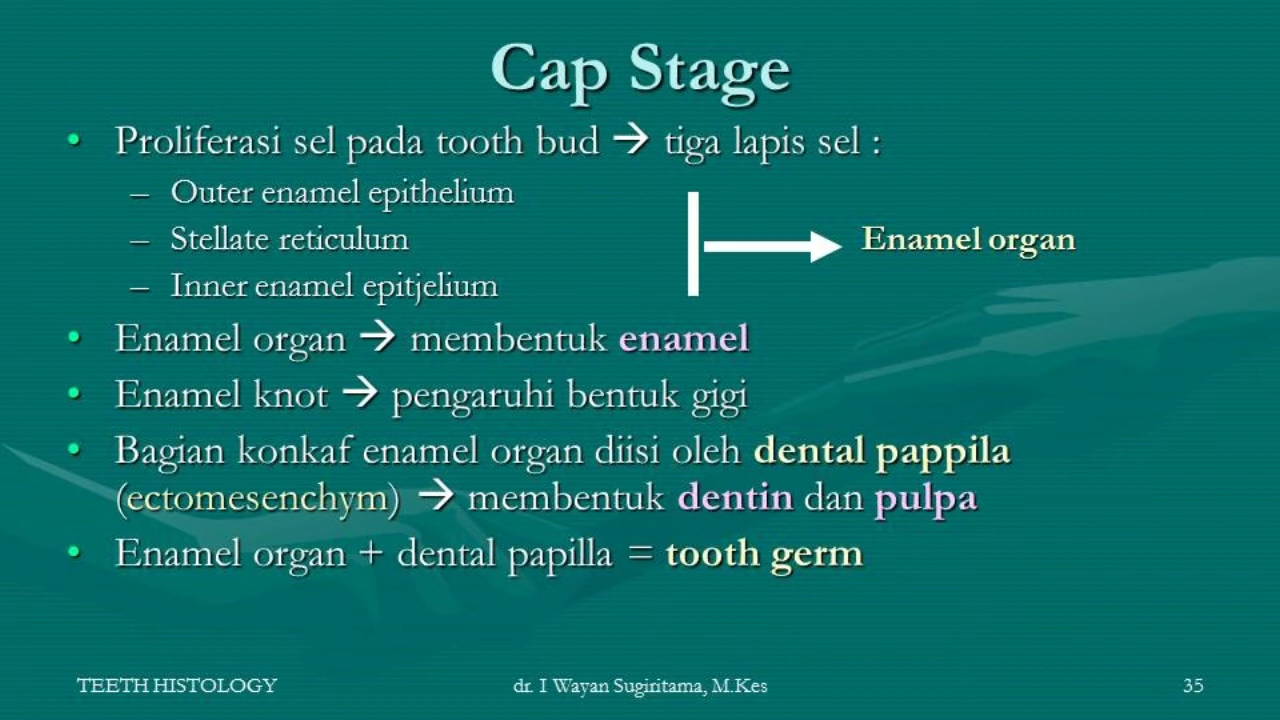 Cap Stage
• Proliferasi sel pada tooth bud → tiga lapis sel :
– Outer enamel epithelium
– Stellate reticulum
– Inner enamel epitjelium
Enamel organ
• Enamel organ → membentuk enamel
• Enamel knot → pengaruhi bentuk gigi
• Bagian konkaf enamel organ diisi oleh dental pappila
(ectomesenchym) → membentuk dentin dan pulpa
• Enamel organ + dental papilla = tooth germ
TEETH HISTOLOGY
dr. I Wayan Sugiritama, M.Kes
35